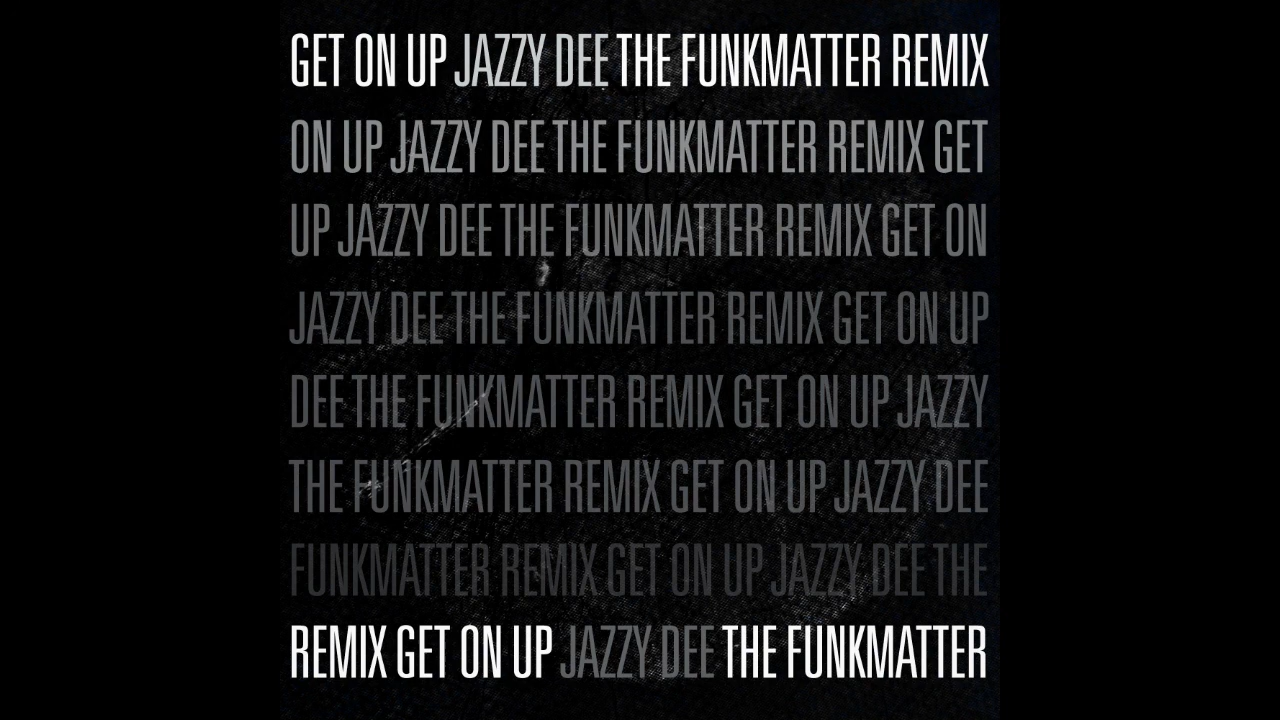 GET ON UP JAZZY DEE THE FUNKMATTER REMIX
ON UP JAZZY DEE THE FUNKMATTER REMIX GET
UP JAZZY DEE THE FUNKMATTER REMIX GET ON
JAZZY DEE THE FUNKMATTER REMIX GET ON UP
DEE THE FUNKMATTER REMIX GET ON UP JAZZY
THE FUNKMATTER REMIX GET ON UP JAZZY DEE
FUNKMATTER REMIX GET ON UP JAZZY DEE THE
REMIX GET ON UP JAZZY DEE THE FUNKMATTER